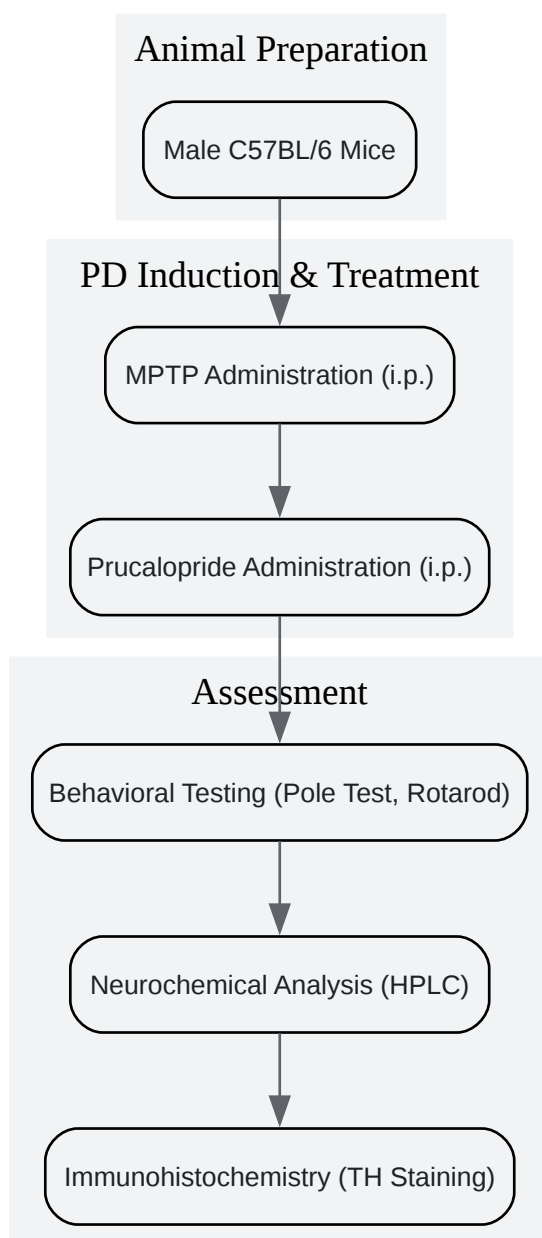 Animal Preparation
Male C57BL/6 Mice
PD Induction & Treatment
MPTP Administration (i.p.)
Prucalopride Administration (i.p.)
Assessment
Behavioral Testing (Pole Test, Rotarod)
Neurochemical Analysis (HPLC)
Immunohistochemistry (TH Staining)